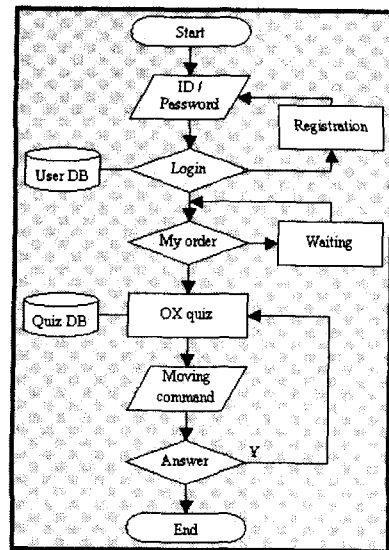 Start
ID /
Password
Registration
User DB
Login
My order
Waiting
Quiz DB
OX quiz
Moving
command
Answer
Y
End